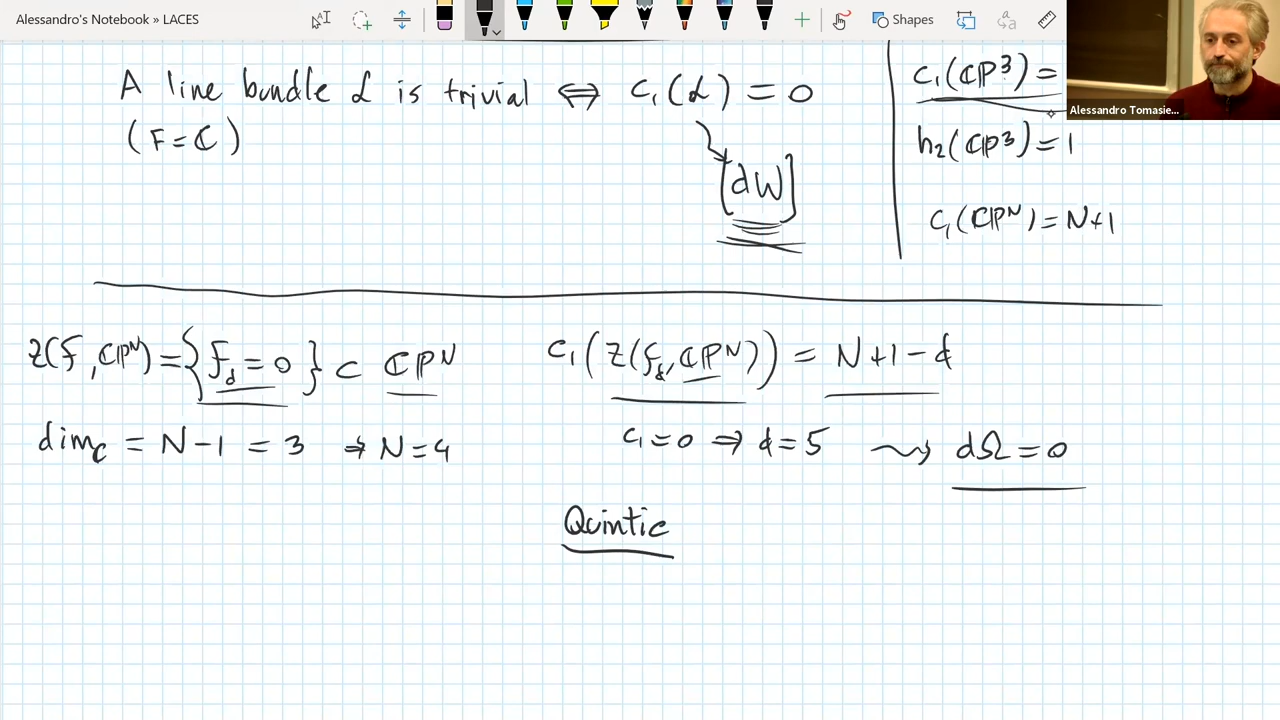 Alessandro's Notebook » LACES
Shapes
Alessandro Tomasie...
A line bundle ℒ is trivial ⇔ c₁(ℒ) = 0
(F = ℂ)
[dW]
c₁(ℂP³) =
h₂(ℂP³) = 1
c₁(ℂPᴺ) = N+1
Z(f, ℂPᴺ) = {f_d = 0} ⊂ ℂPᴺ
c₁(Z(f_d, ℂPᴺ)) = N+1-d
dim_ℂ = N-1 = 3 ⇒ N=4
c₁=0 ⇒ d=5 ⇝ dΩ = 0
Quintic